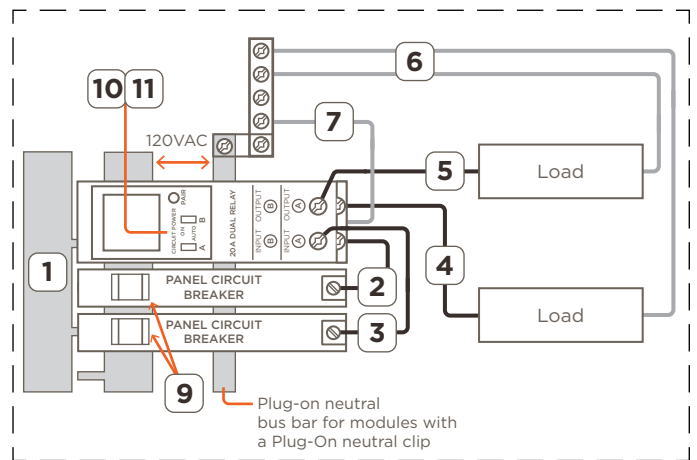 6
10 11
7
120VAC
5
Load
PAIR
CIRCUIT POWER
ON
AUTO
A B
20A DUAL RELAY
INPUT OUTPUT
B B
INPUT OUTPUT
A A
1
4
PANEL CIRCUIT
BREAKER
2
Load
PANEL CIRCUIT
BREAKER
3
9
Plug-on neutral
bus bar for modules with
a Plug-On neutral clip